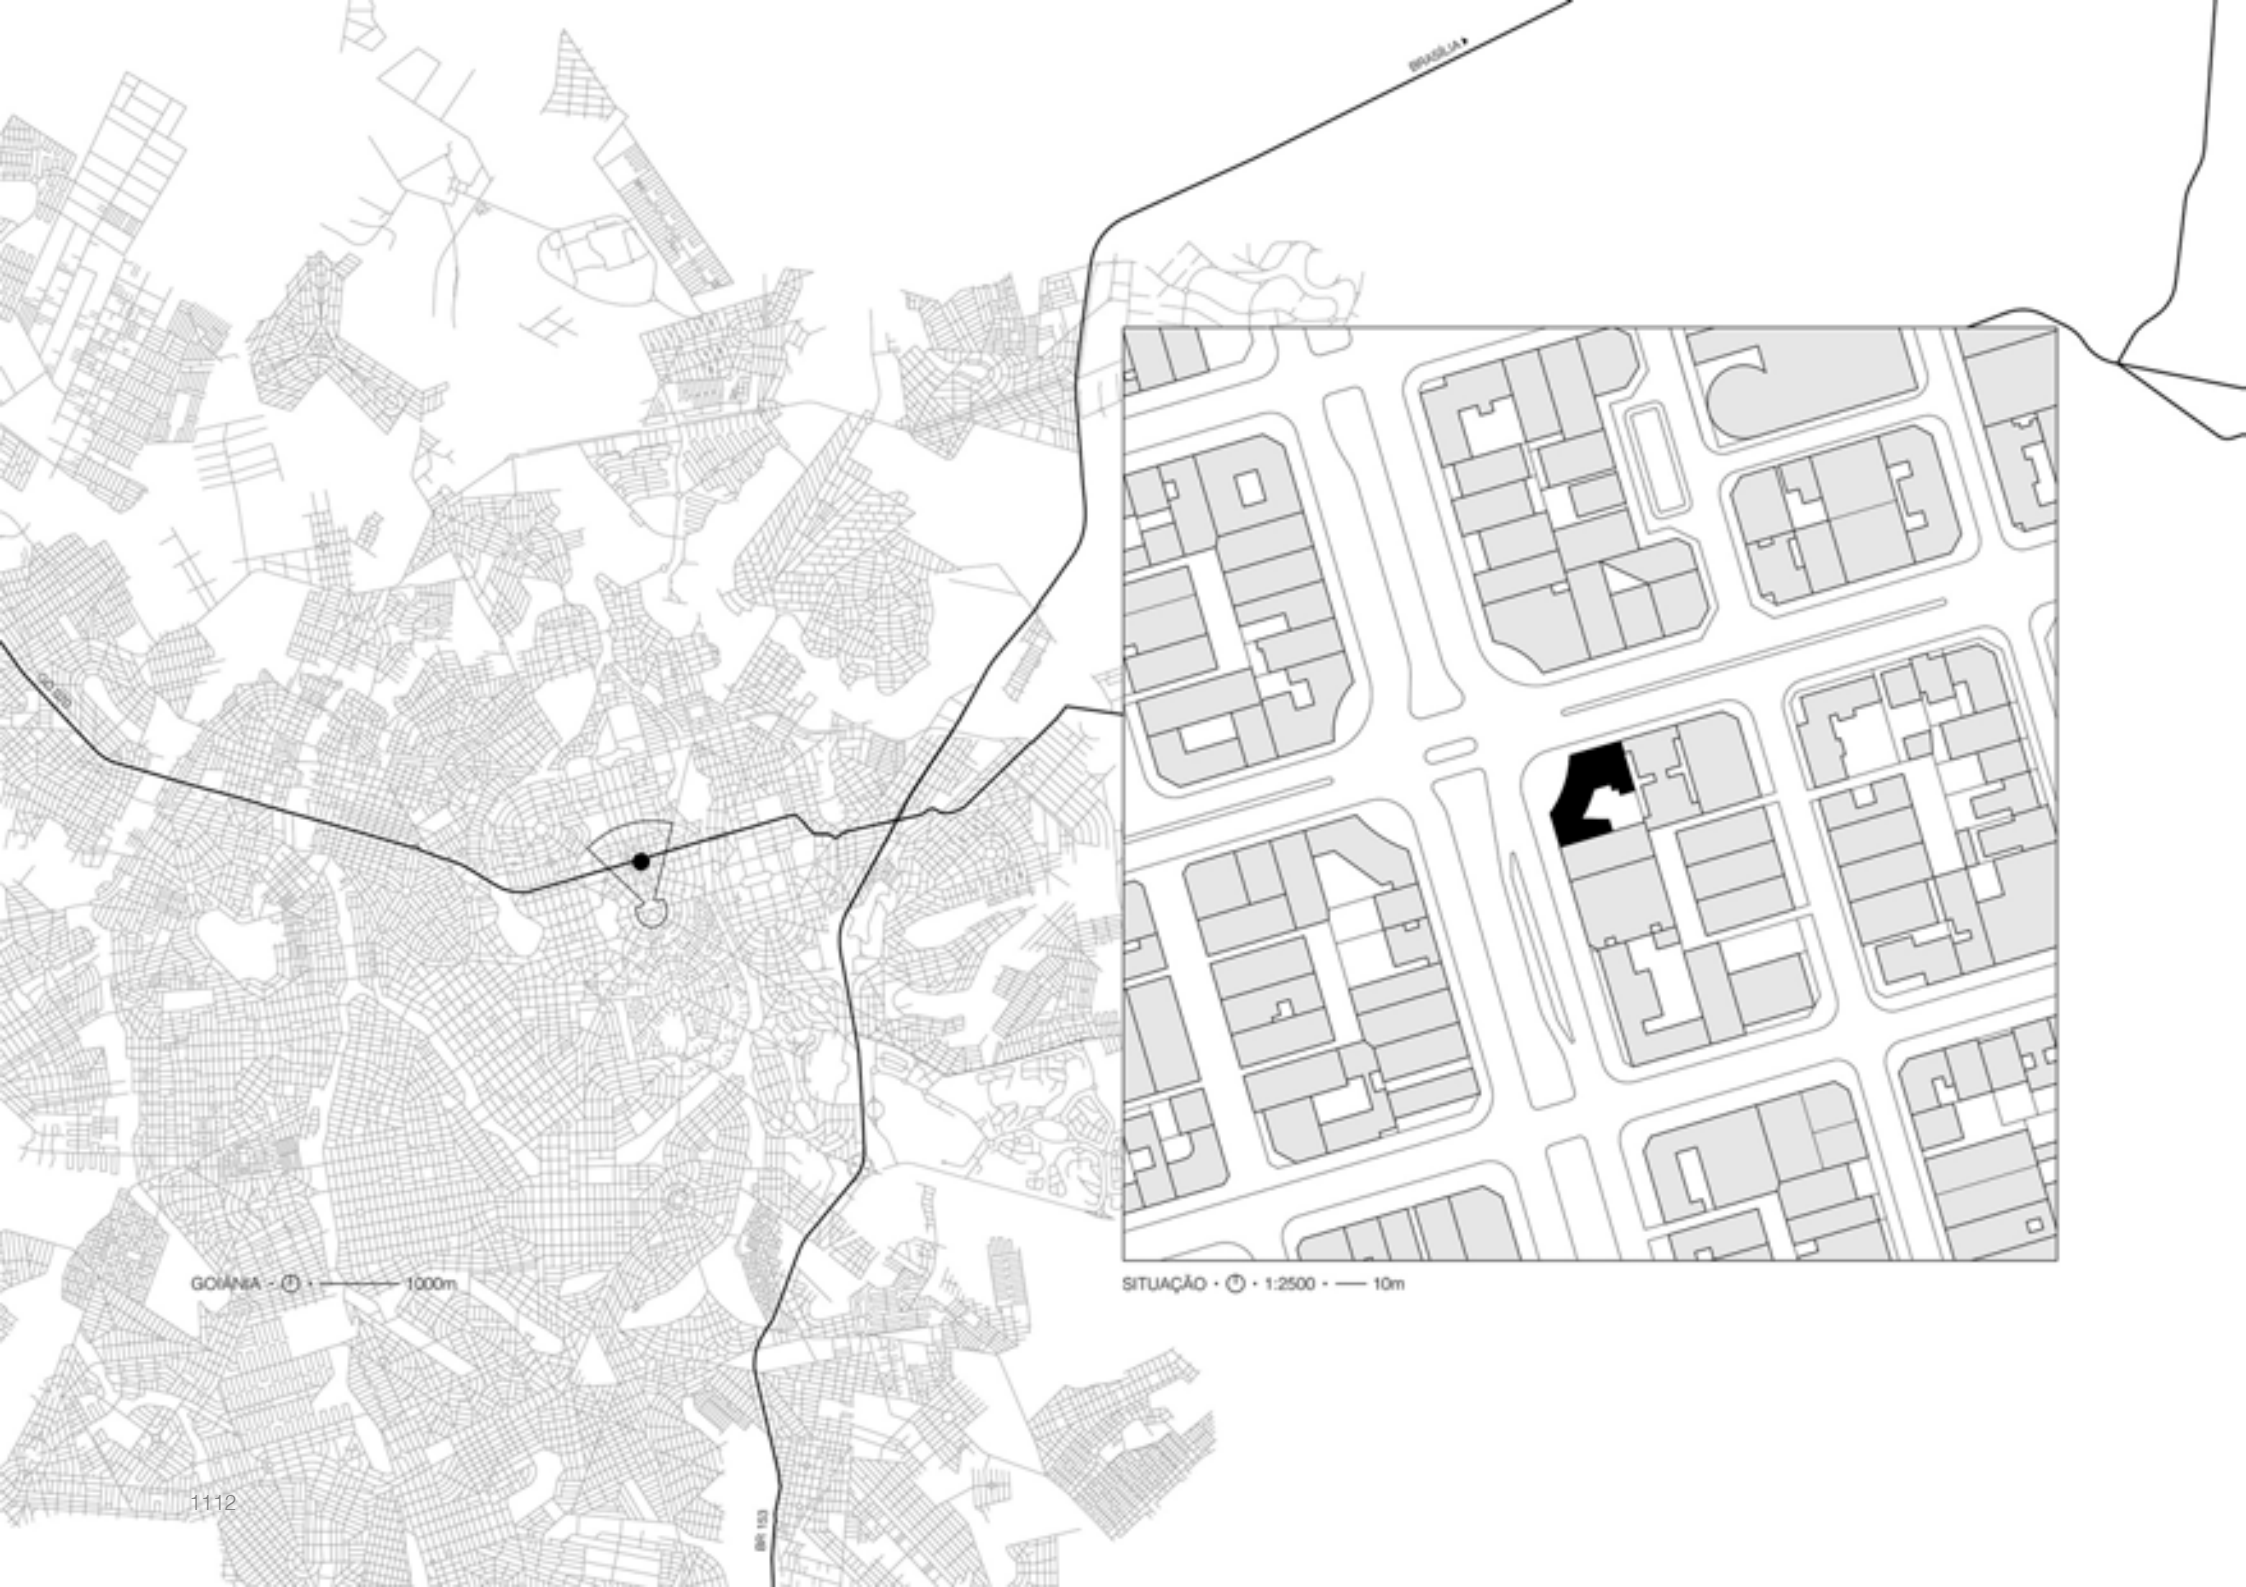 BRASÍLIA
GOIÂNIA · 1000m
SITUAÇÃO · 1:2500 · 10m
1112
BR 153